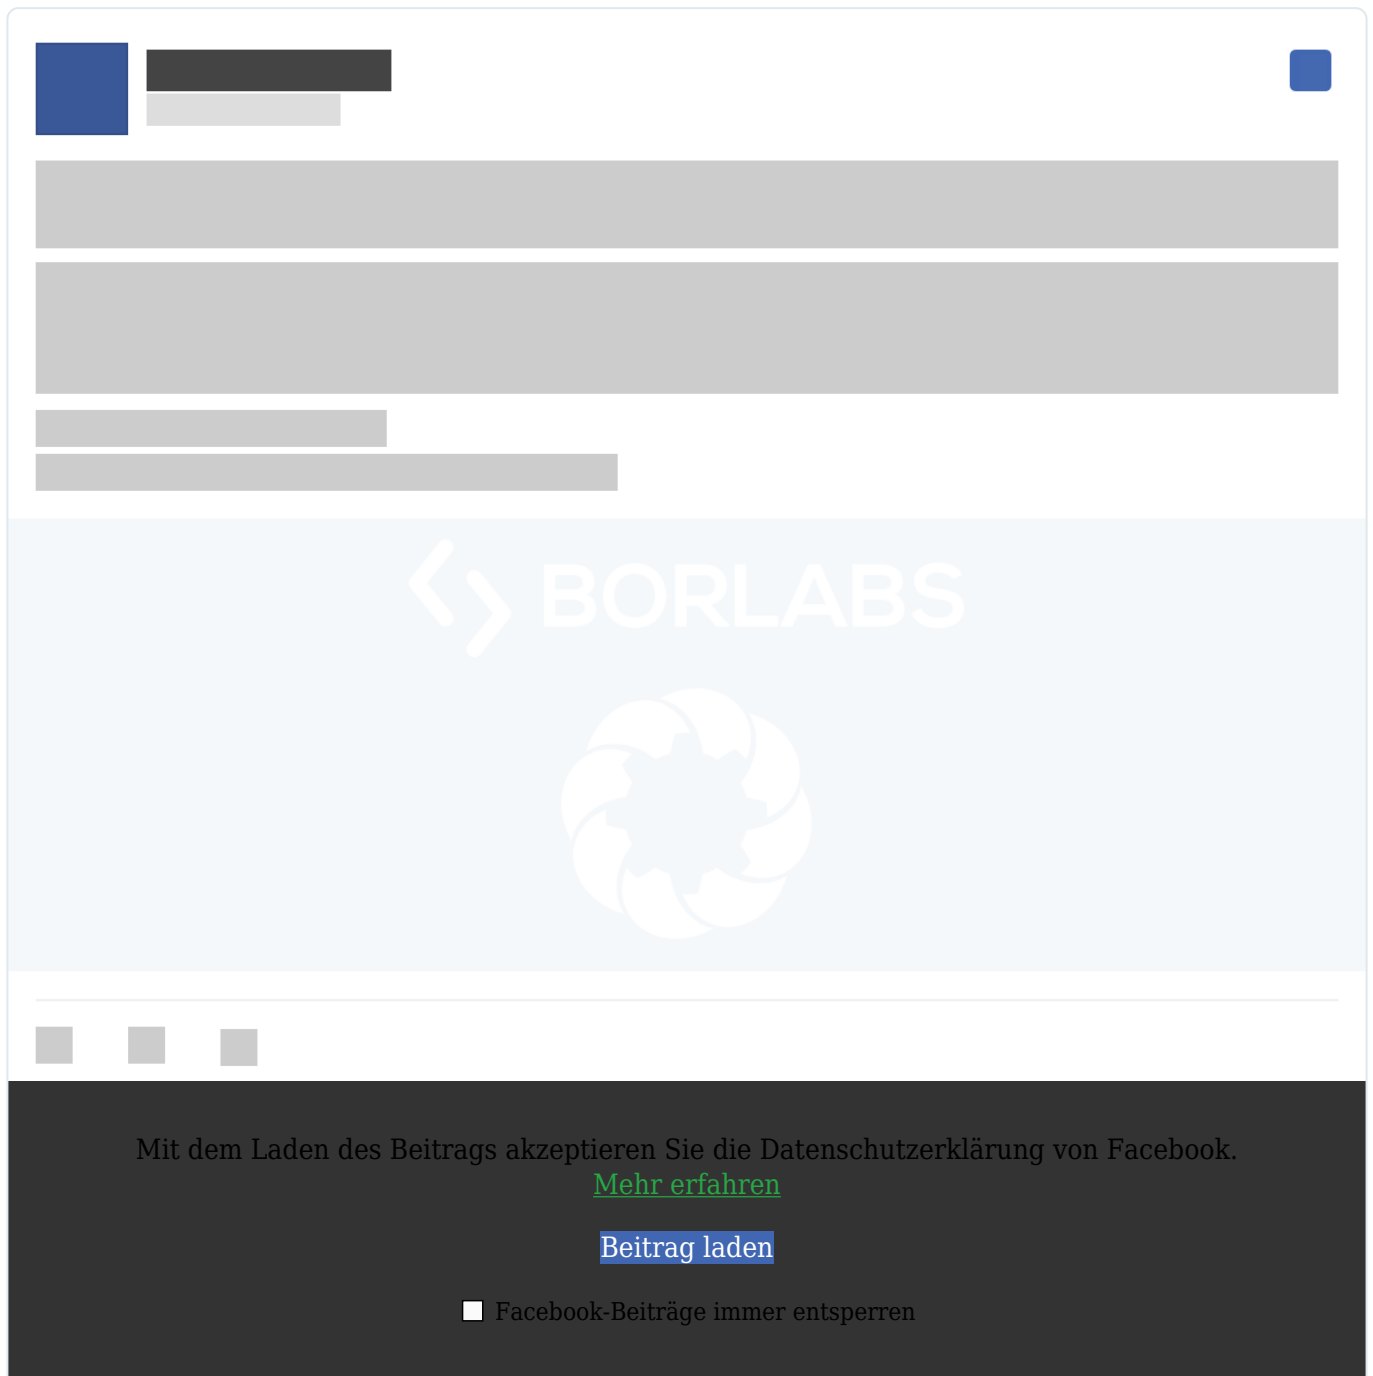 BORLABS
Mit dem Laden des Beitrags akzeptieren Sie die Datenschutzerklärung von Facebook.
Mehr erfahren
Beitrag laden
Facebook-Beiträge immer entsperren